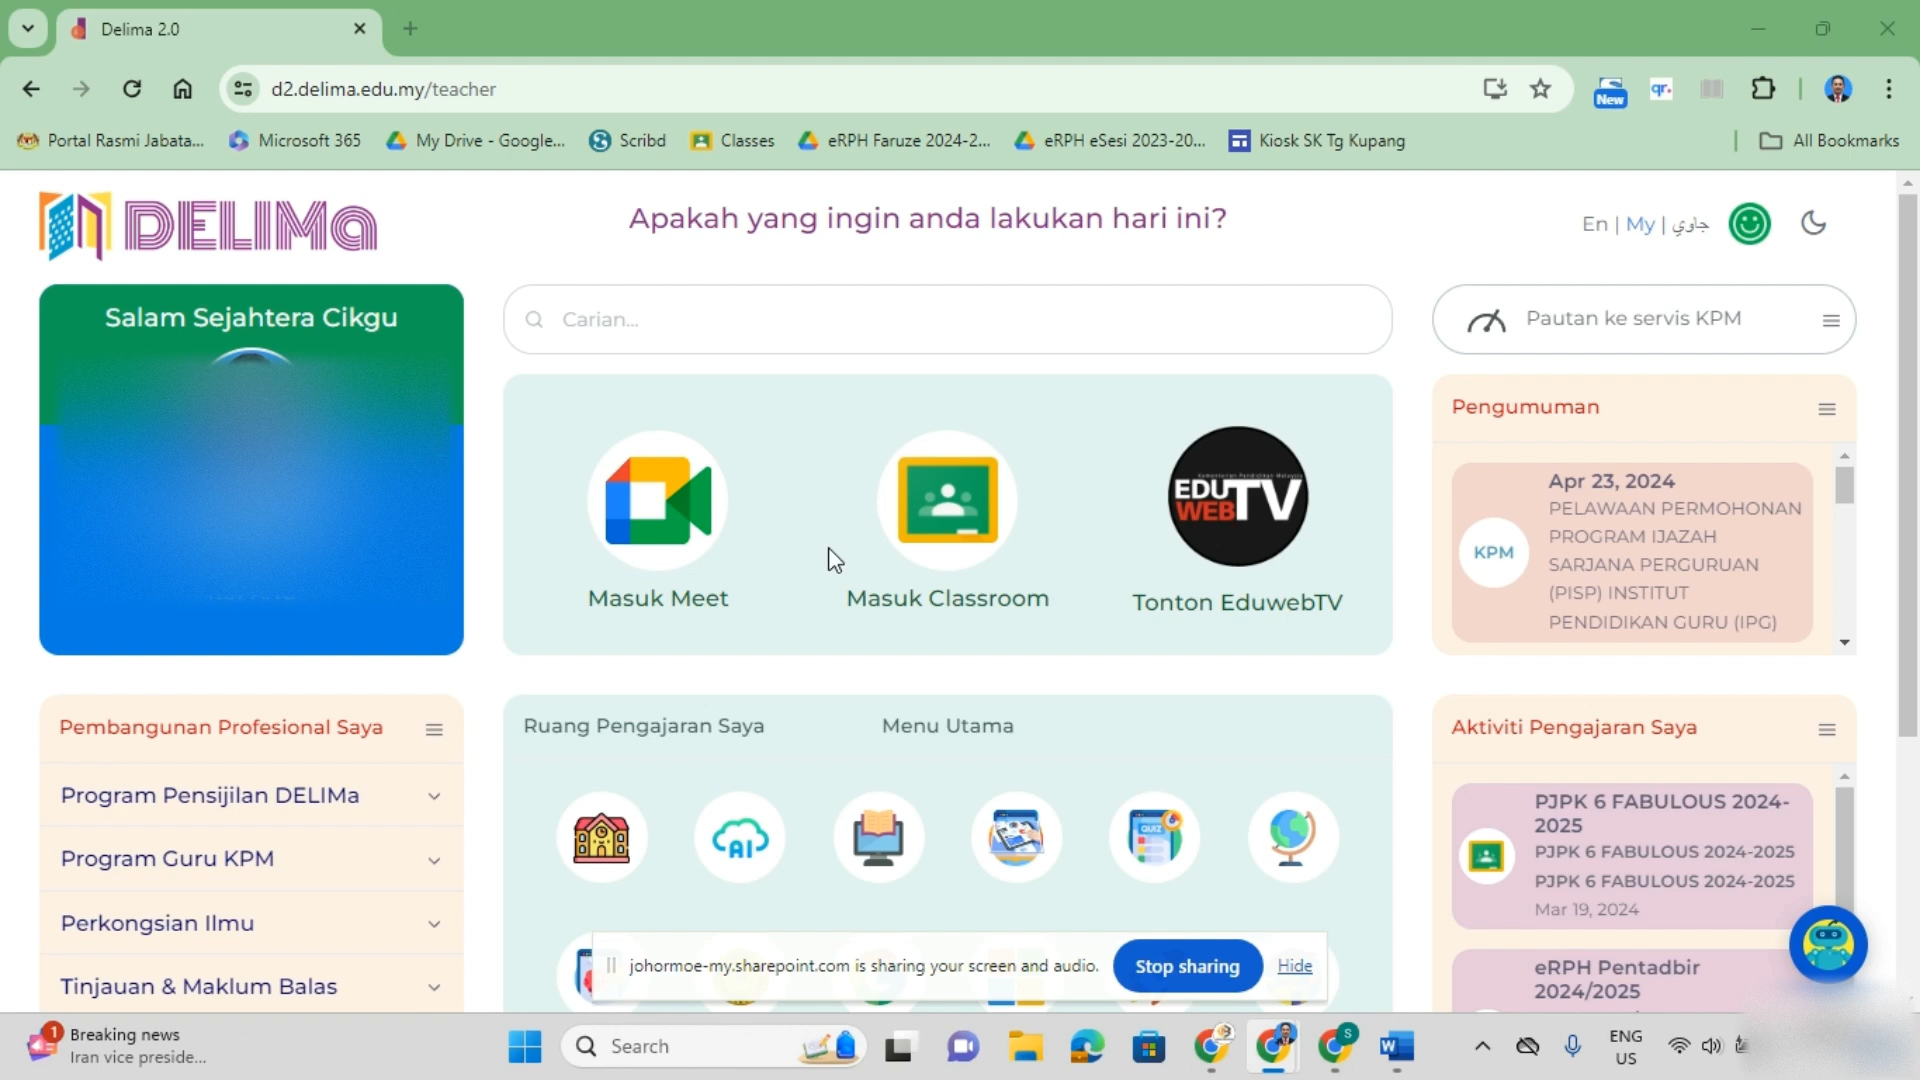 Delima 2.0
d2.delima.edu.my/teacher
New
qr.
Portal Rasmi Jabata...
Microsoft 365
My Drive - Google...
Scribd
Classes
eRPH Faruze 2024-2...
eRPH eSesi 2023-20...
Kiosk SK Tg Kupang
All Bookmarks
DELIMa
Apakah yang ingin anda lakukan hari ini?
En | My | جاوي
Salam Sejahtera Cikgu
Carian...
Pautan ke servis KPM
Masuk Meet
Masuk Classroom
EDU
WEB TV
Tonton EduwebTV
Pengumuman
KPM
Apr 23, 2024
PELAWAAN PERMOHONAN
PROGRAM IJAZAH
SARJANA PERGURUAN
(PISP) INSTITUT
PENDIDIKAN GURU (IPG)
Pembangunan Profesional Saya
Program Pensijilan DELIMa
Program Guru KPM
Perkongsian Ilmu
Tinjauan & Maklum Balas
Ruang Pengajaran Saya
Menu Utama
AI
QUIZ
Aktiviti Pengajaran Saya
PJPK 6 FABULOUS 2024-
2025
PJPK 6 FABULOUS 2024-2025
PJPK 6 FABULOUS 2024-2025
Mar 19, 2024
eRPH Pentadbir
2024/2025
johormoe-my.sharepoint.com is sharing your screen and audio.
Stop sharing
Hide
1
Breaking news
Iran vice preside...
Search
S
W
ENG
US